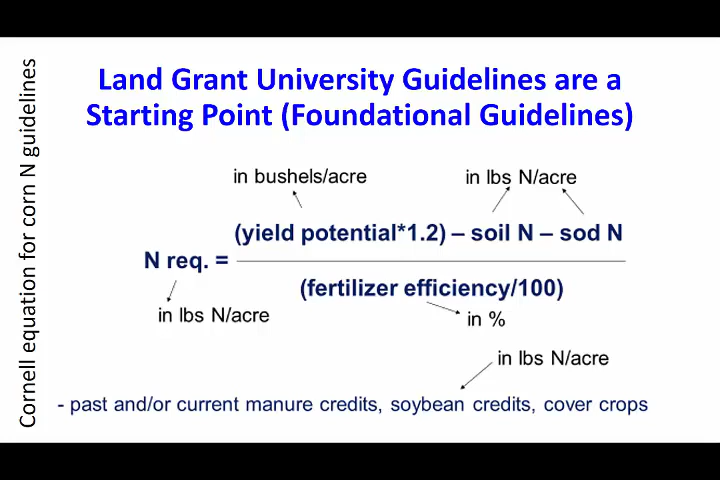 Cornell equation for corn N guidelines
Land Grant University Guidelines are a
Starting Point (Foundational Guidelines)
in bushels/acre
in lbs N/acre
(yield potential*1.2) – soil N – sod N
N req. =
(fertilizer efficiency/100)
in lbs N/acre
in %
in lbs N/acre
- past and/or current manure credits, soybean credits, cover crops